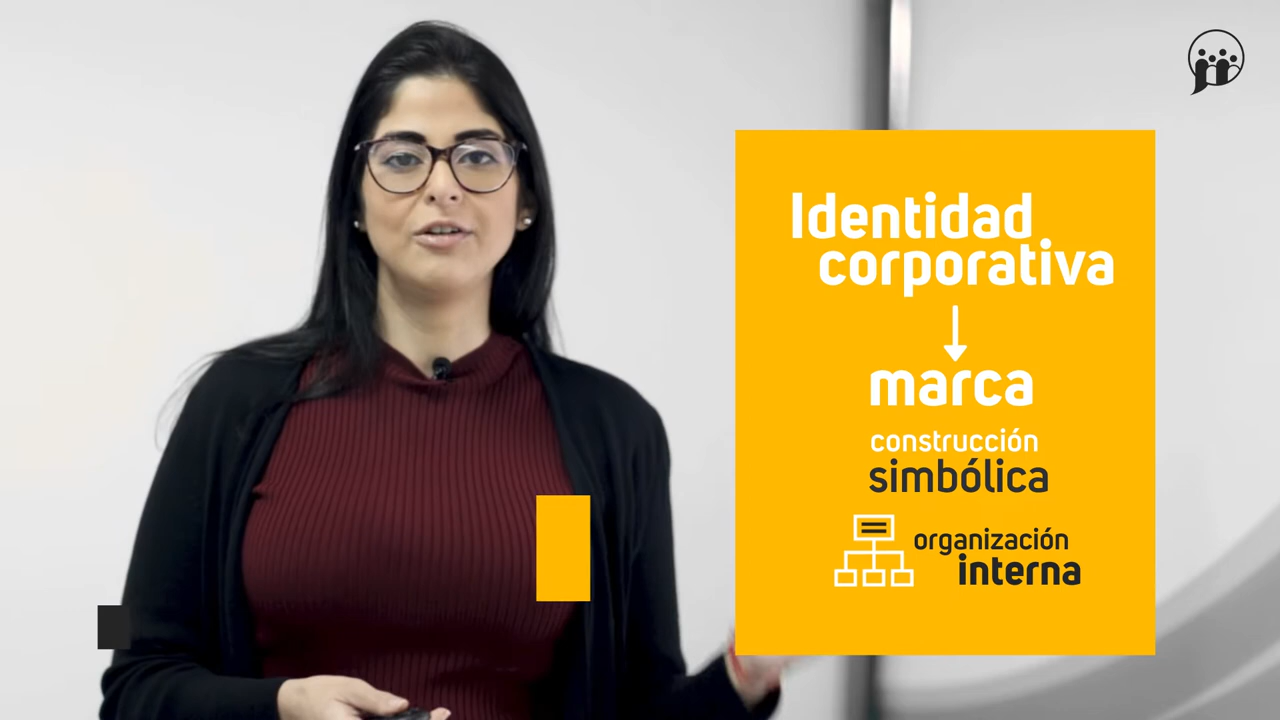 Identidad
corporativa
marca
construcción
simbólica
organización
interna